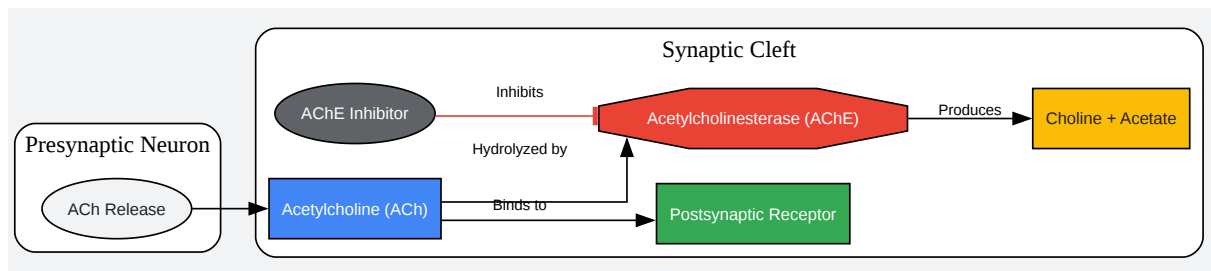 Synaptic Cleft
AChE Inhibitor
Inhibits
Acetylcholinesterase (AChE)
Produces
Choline + Acetate
Presynaptic Neuron
ACh Release
Hydrolyzed by
Acetylcholine (ACh)
Binds to
Postsynaptic Receptor